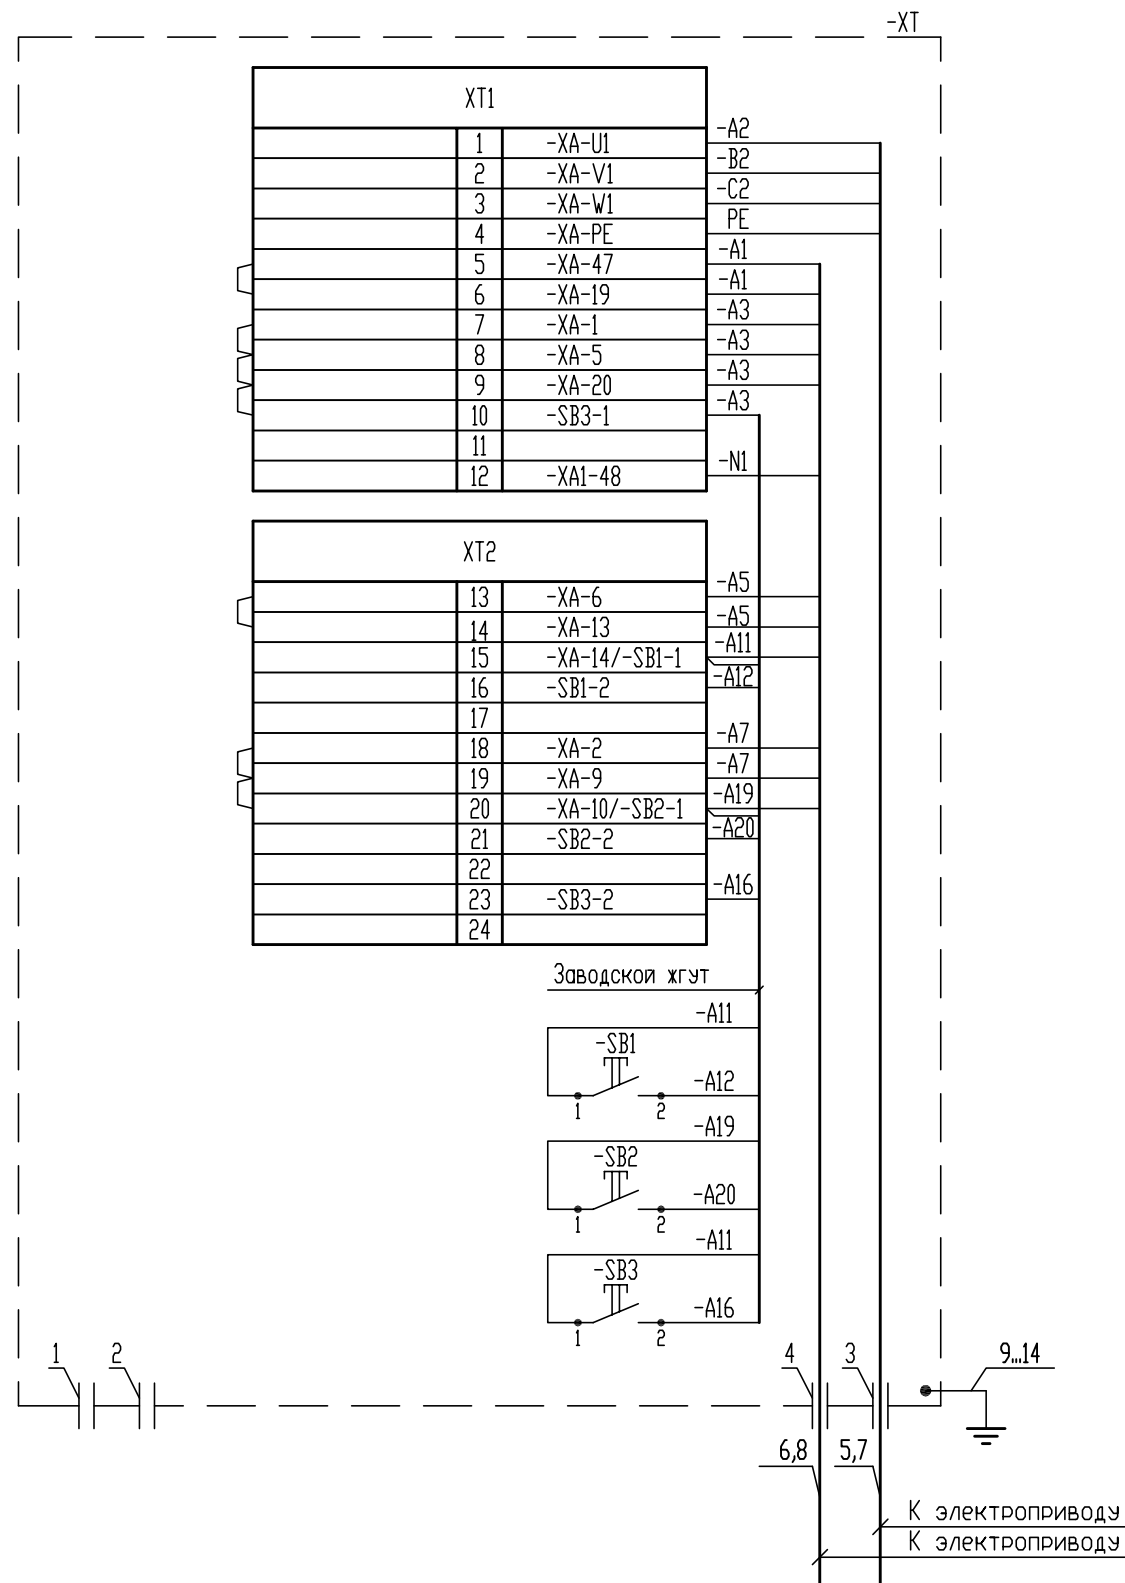 -XT
XT1
1 -XA-U1 -A2
2 -XA-V1 -B2
3 -XA-W1 -C2
4 -XA-PE PE
5 -XA-47 -A1
6 -XA-19 -A1
7 -XA-1 -A3
8 -XA-5 -A3
9 -XA-20 -A3
10 -SB3-1 -A3
11
12 -XA1-48 -N1
XT2
13 -XA-6 -A5
14 -XA-13 -A5
15 -XA-14/-SB1-1 -A11
16 -SB1-2 -A12
17
18 -XA-2 -A7
19 -XA-9 -A7
20 -XA-10/-SB2-1 -A19
21 -SB2-2 -A20
22
23 -SB3-2 -A16
24
Заводской жгут
-A11
-SB1
-A12
1 2
-A19
-SB2
-A20
1 2
-A11
-SB3
-A16
1 2
1 2 4 3 9...14
6,8 5,7
К электроприводу
К электроприводу